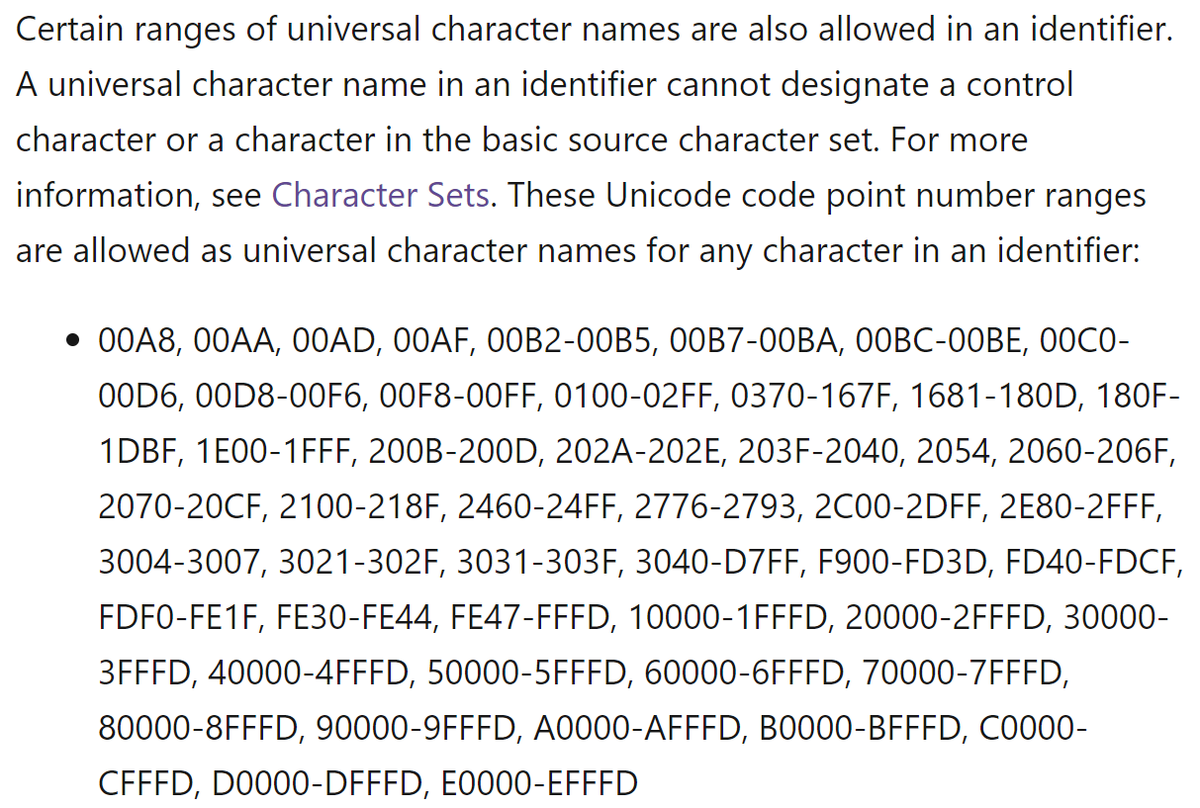 Certain ranges of universal character names are also allowed in an identifier.
A universal character name in an identifier cannot designate a control
character or a character in the basic source character set. For more
information, see Character Sets. These Unicode code point number ranges
are allowed as universal character names for any character in an identifier:
• 00A8, 00AA, 00AD, 00AF, 00B2-00B5, 00B7-00BA, 00BC-00BE, 00C0-
00D6, 00D8-00F6, 00F8-00FF, 0100-02FF, 0370-167F, 1681-180D, 180F-
1DBF, 1E00-1FFF, 200B-200D, 202A-202E, 203F-2040, 2054, 2060-206F,
2070-20CF, 2100-218F, 2460-24FF, 2776-2793, 2C00-2DFF, 2E80-2FFF,
3004-3007, 3021-302F, 3031-303F, 3040-D7FF, F900-FD3D, FD40-FDCF,
FDF0-FE1F, FE30-FE44, FE47-FFFD, 10000-1FFFD, 20000-2FFFD, 30000-
3FFFD, 40000-4FFFD, 50000-5FFFD, 60000-6FFFD, 70000-7FFFD,
80000-8FFFD, 90000-9FFFD, A0000-AFFFD, B0000-BFFFD, C0000-
CFFFD, D0000-DFFFD, E0000-EFFFD